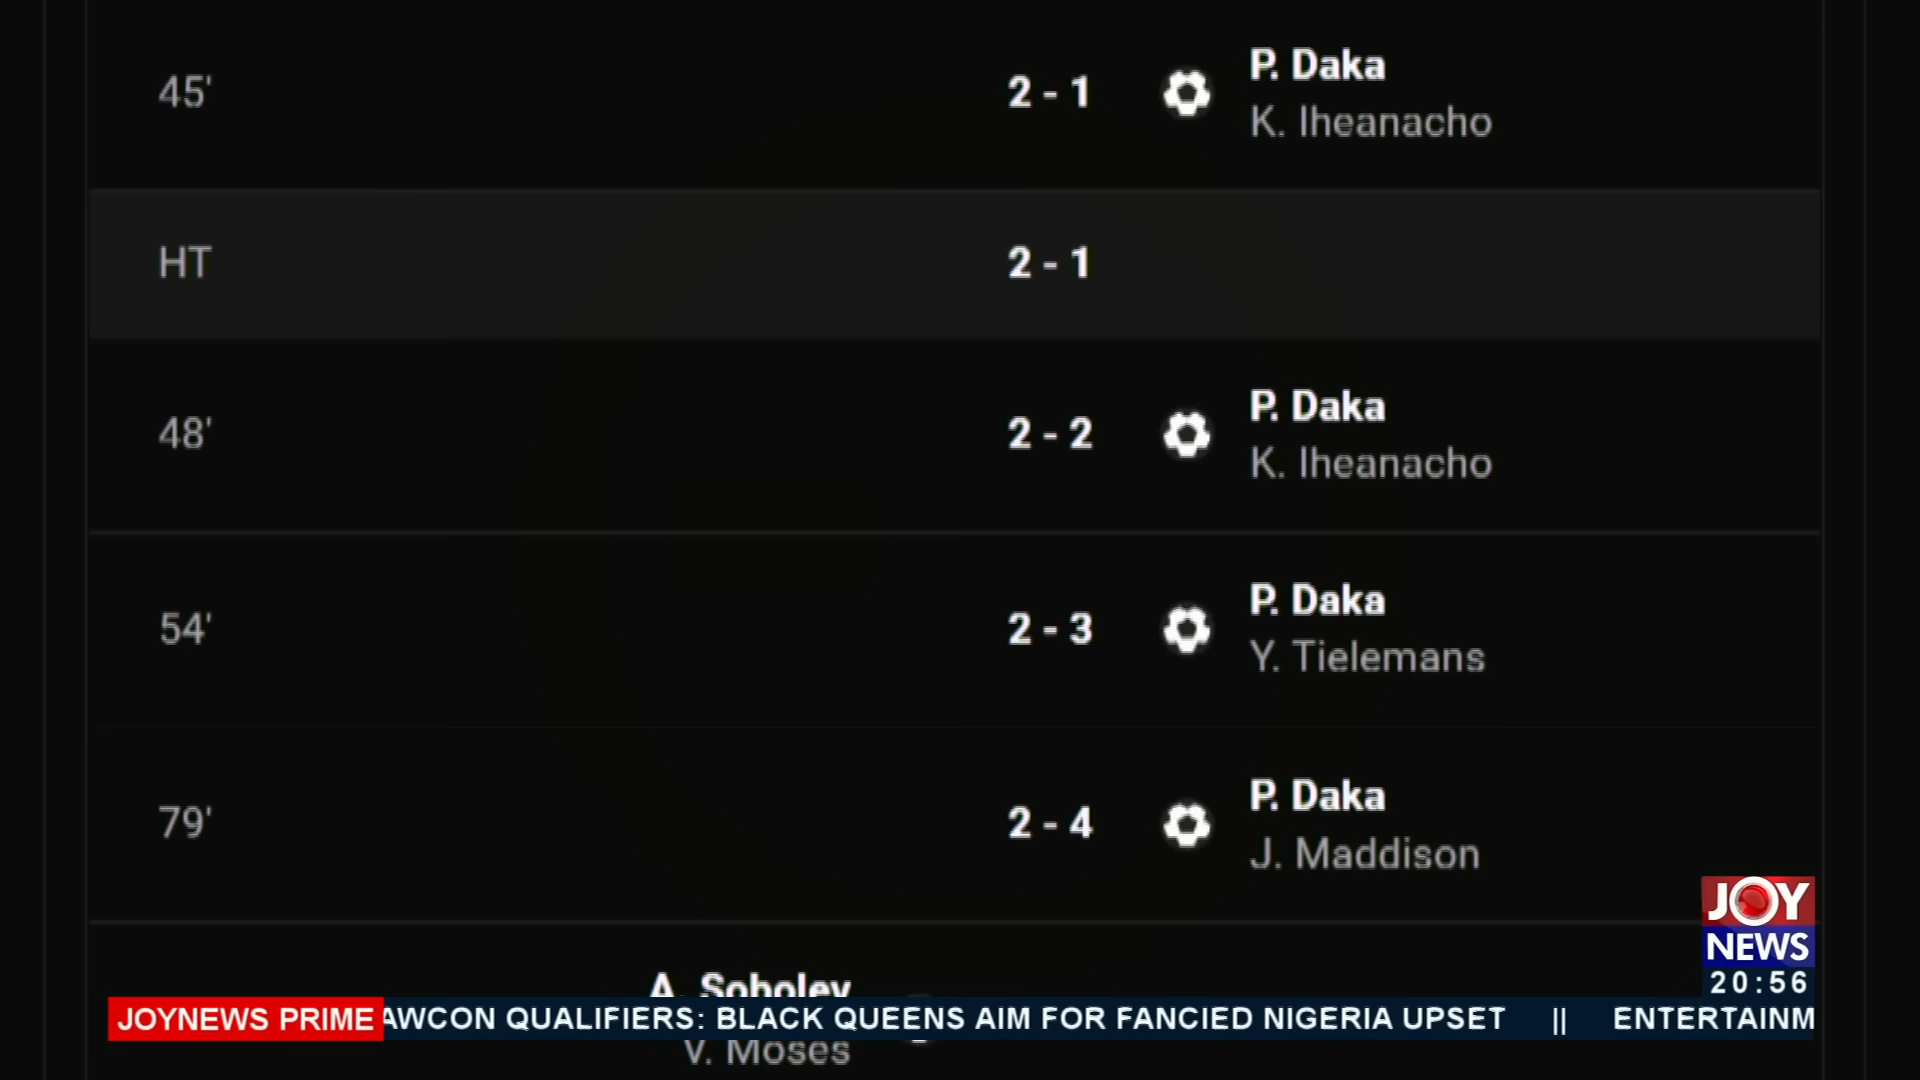 45'
2 - 1
P. Daka
K. Iheanacho
HT
2 - 1
48'
2 - 2
P. Daka
K. Iheanacho
54'
2 - 3
P. Daka
Y. Tielemans
79'
2 - 4
P. Daka
J. Maddison
A. Sobolev
V. Moses
JOY
NEWS
20:56
JOYNEWS PRIME
AWCON QUALIFIERS: BLACK QUEENS AIM FOR FANCIED NIGERIA UPSET || ENTERTAINM